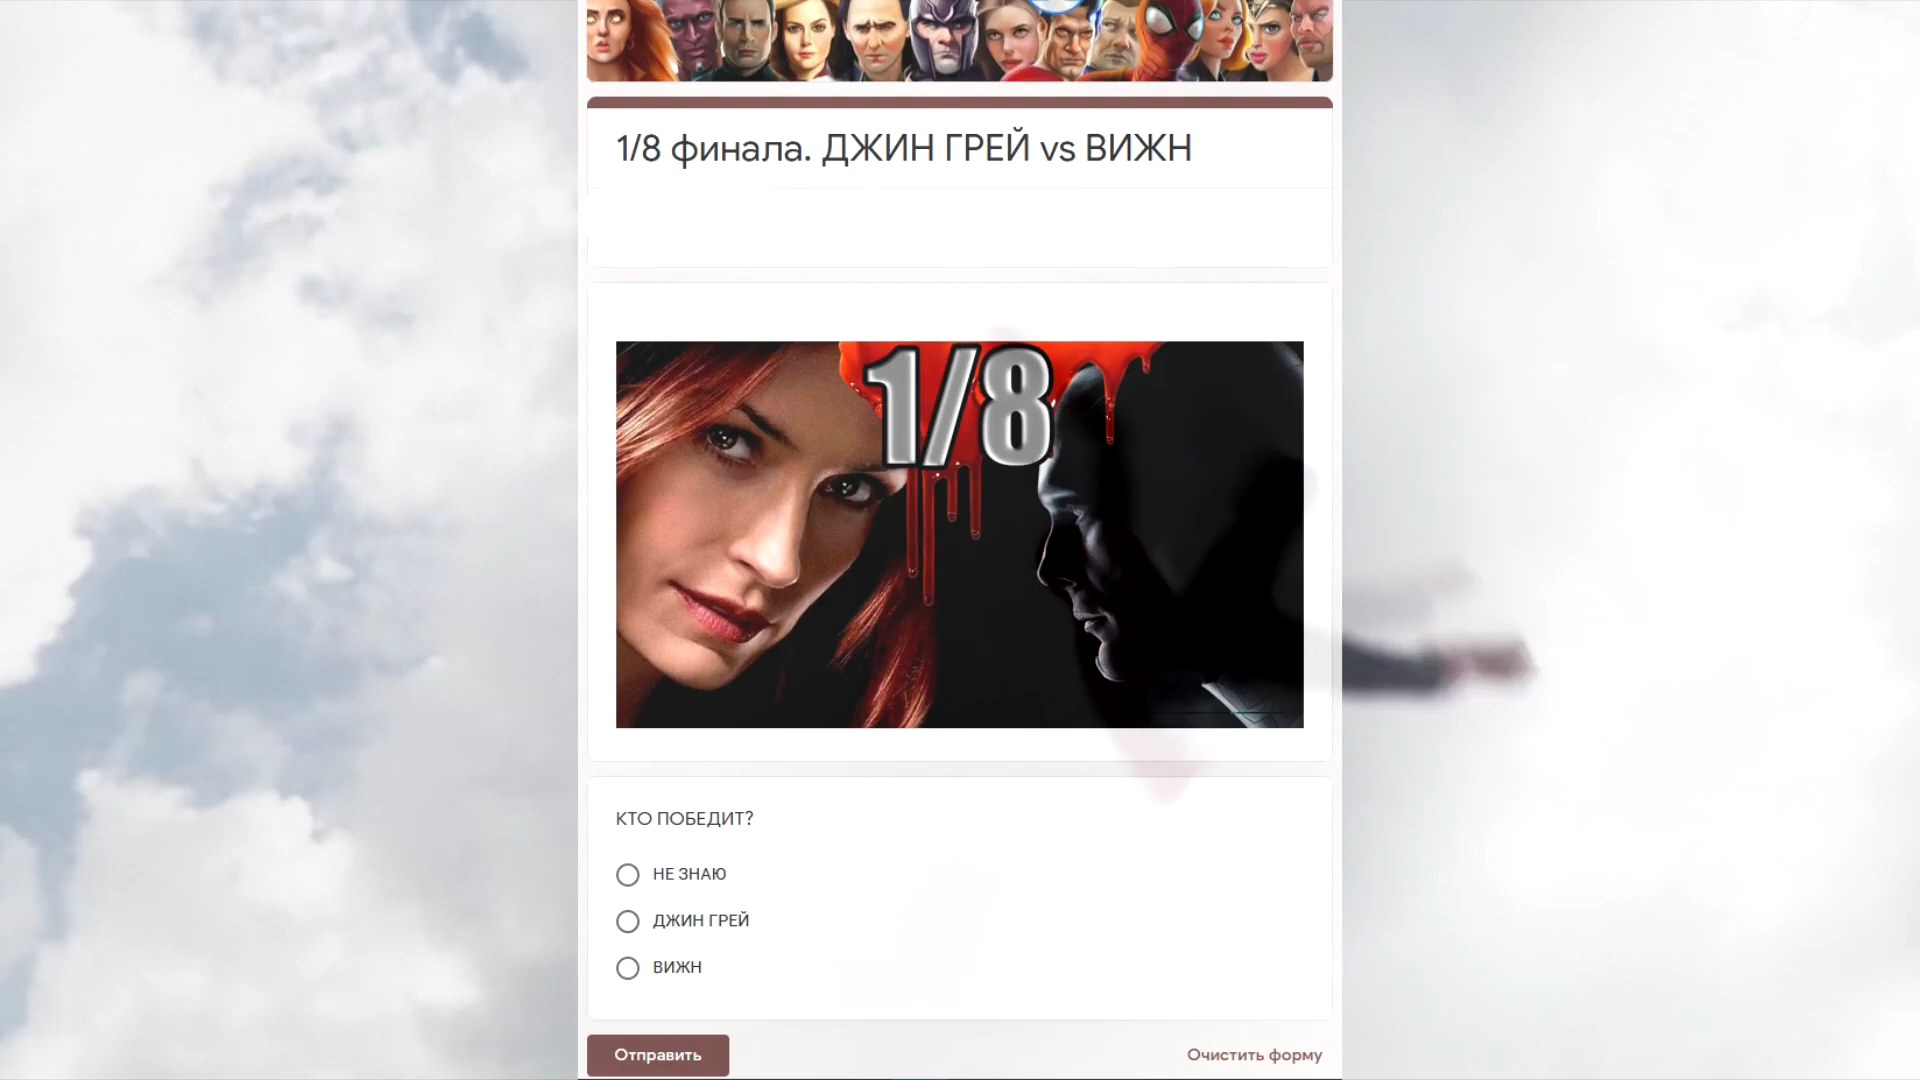 1/8 финала. ДЖИН ГРЕЙ vs ВИЖН
1/8
КТО ПОБЕДИТ?
НЕ ЗНАЮ
ДЖИН ГРЕЙ
ВИЖН
Отправить
Очистить форму